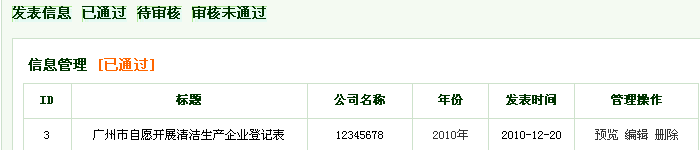 发表信息 已通过 待审核 审核未通过
信息管理 [已通过]
ID 标题 公司名称 年份 发表时间 管理操作
3 广州市自愿开展清洁生产企业登记表 12345678 2010年 2010-12-20 预览 编辑 删除